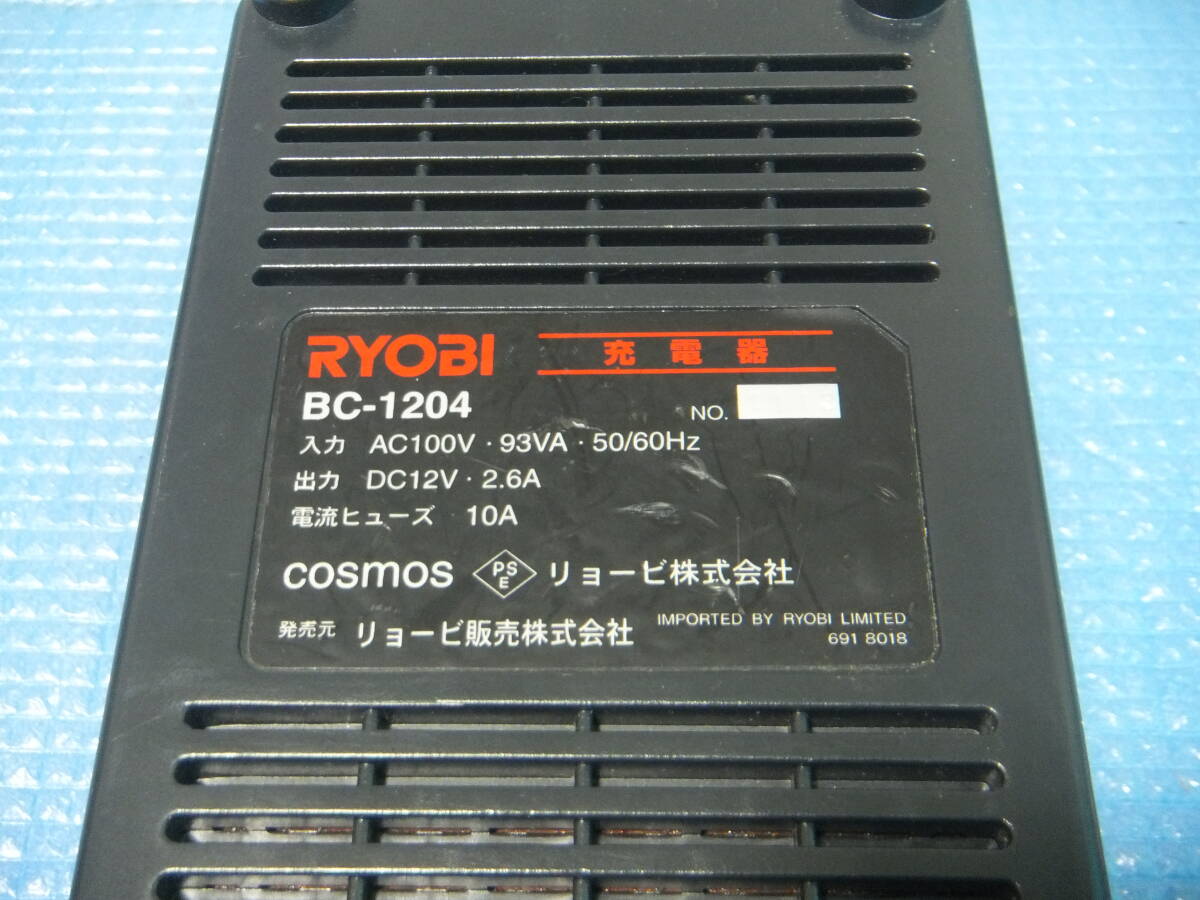 RYOBI 充電器
BC-1204 NO.
入力 AC100V・93VA・50/60Hz
出力 DC12V・2.6A
電流ヒューズ 10A
cosmos PS E リョービ株式会社
発売元 リョービ販売株式会社
IMPORTED BY RYOBI LIMITED
691 8018